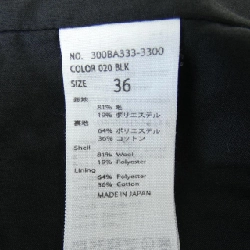 NO. 300BA333-3300
COLOR 020 BLK
SIZE 36
表地
81% 毛
19% ポリエステル
裏地
64% ポリエステル
36% コットン
Shell
81% Wool
19% Polyester
Lining
64% Polyester
36% Cotton
MADE IN JAPAN